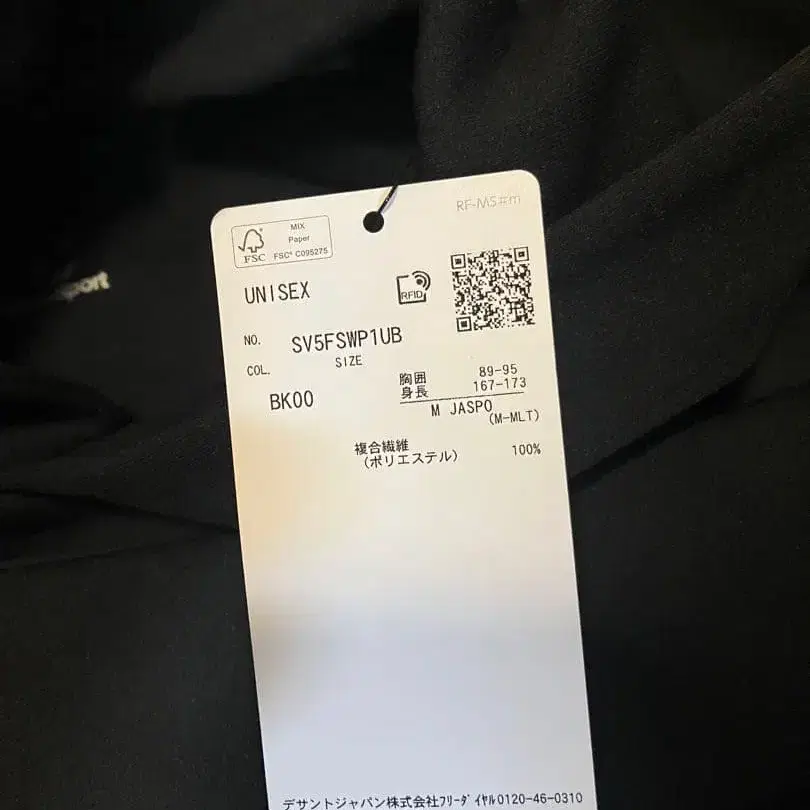 RF-MS#m
MIX
Paper
FSC
FSC® C095275
UNISEX
RFID
NO. SV5FSWP1UB
COL. SIZE
BK00
胸囲 89-95
身長 167-173
M JASPO
(M-MLT)
複合繊維
(ポリエステル) 100%
port
デサントジャパン株式会社フリーダイヤル0120-46-0310